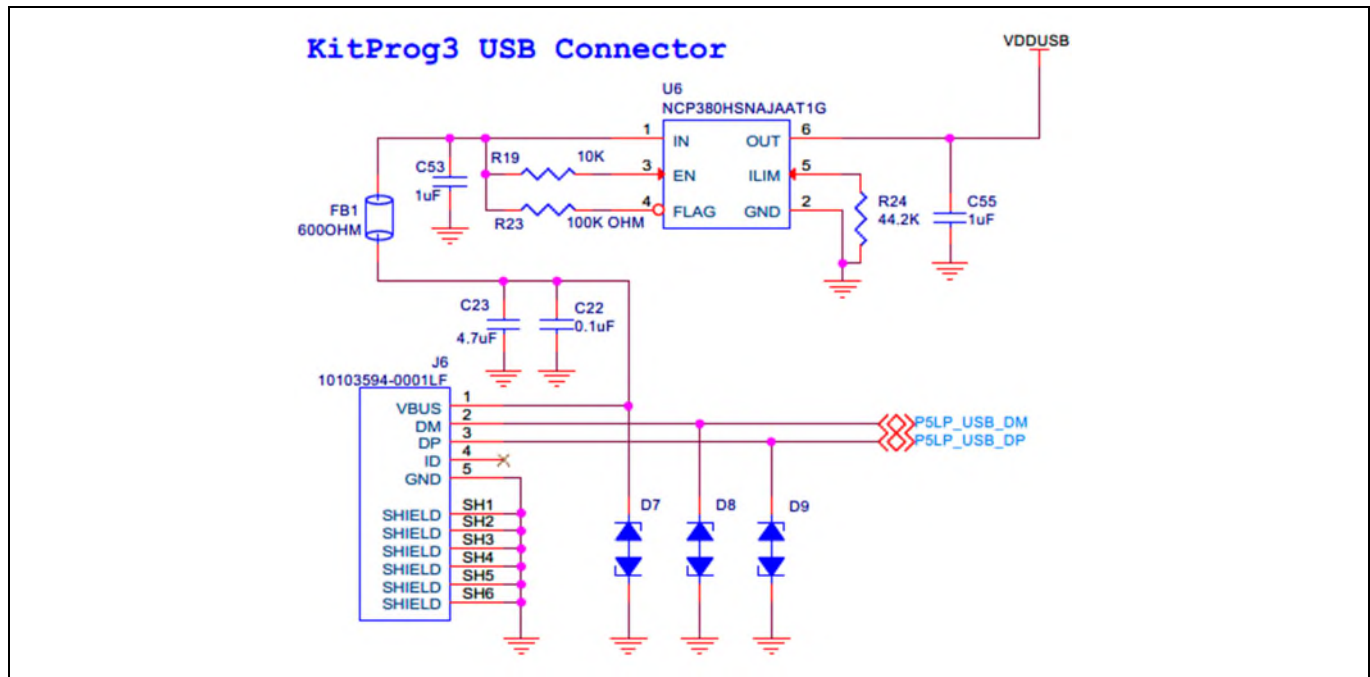 KitProg3 USB Connector
VDDUSB
U6
NCP380HSNAJAAT1G
1 IN OUT 6
R19 10K 3 EN ILIM 5
C53
1uF
R23 100K OHM 4 FLAG GND 2
R24
44.2K
C55
1uF
FB1
600OHM
C23
4.7uF
C22
0.1uF
J6
10103594-0001LF
VBUS 1
DM 2
DP 3
ID 4
GND 5
P5LP_USB_DM
P5LP_USB_DP
SHIELD SH1
SHIELD SH2
SHIELD SH3
SHIELD SH4
SHIELD SH5
SHIELD SH6
D7 D8 D9